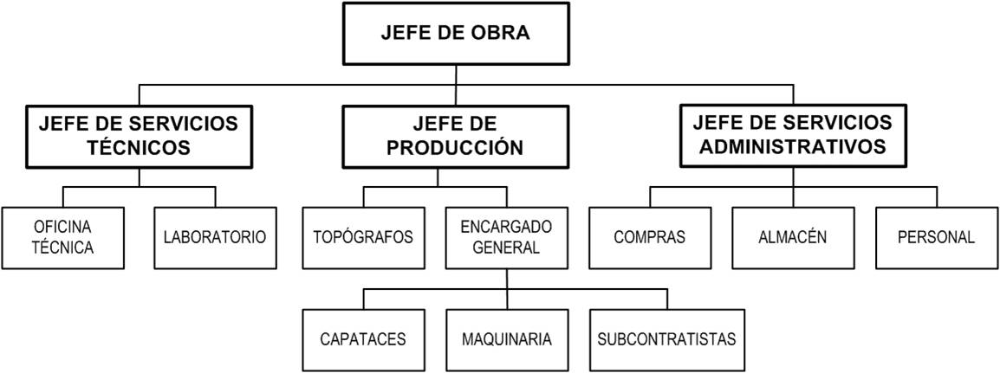 JEFE DE OBRA
JEFE DE SERVICIOS
TÉCNICOS
JEFE DE
PRODUCCIÓN
JEFE DE SERVICIOS
ADMINISTRATIVOS
OFICINA
TÉCNICA
LABORATORIO
TOPÓGRAFOS
ENCARGADO
GENERAL
COMPRAS
ALMACÉN
PERSONAL
CAPATACES
MAQUINARIA
SUBCONTRATISTAS